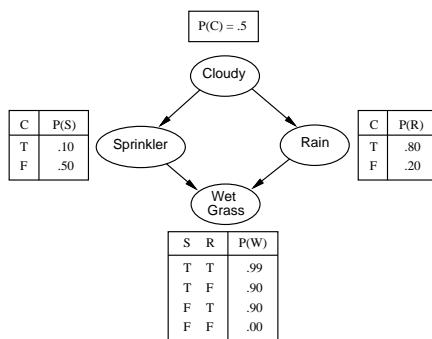 P(C) = .5
Cloudy
C P(S)
T .10
F .50
Sprinkler
Rain
C P(R)
T .80
F .20
Wet
Grass
S R P(W)
T T .99
T F .90
F T .90
F F .00